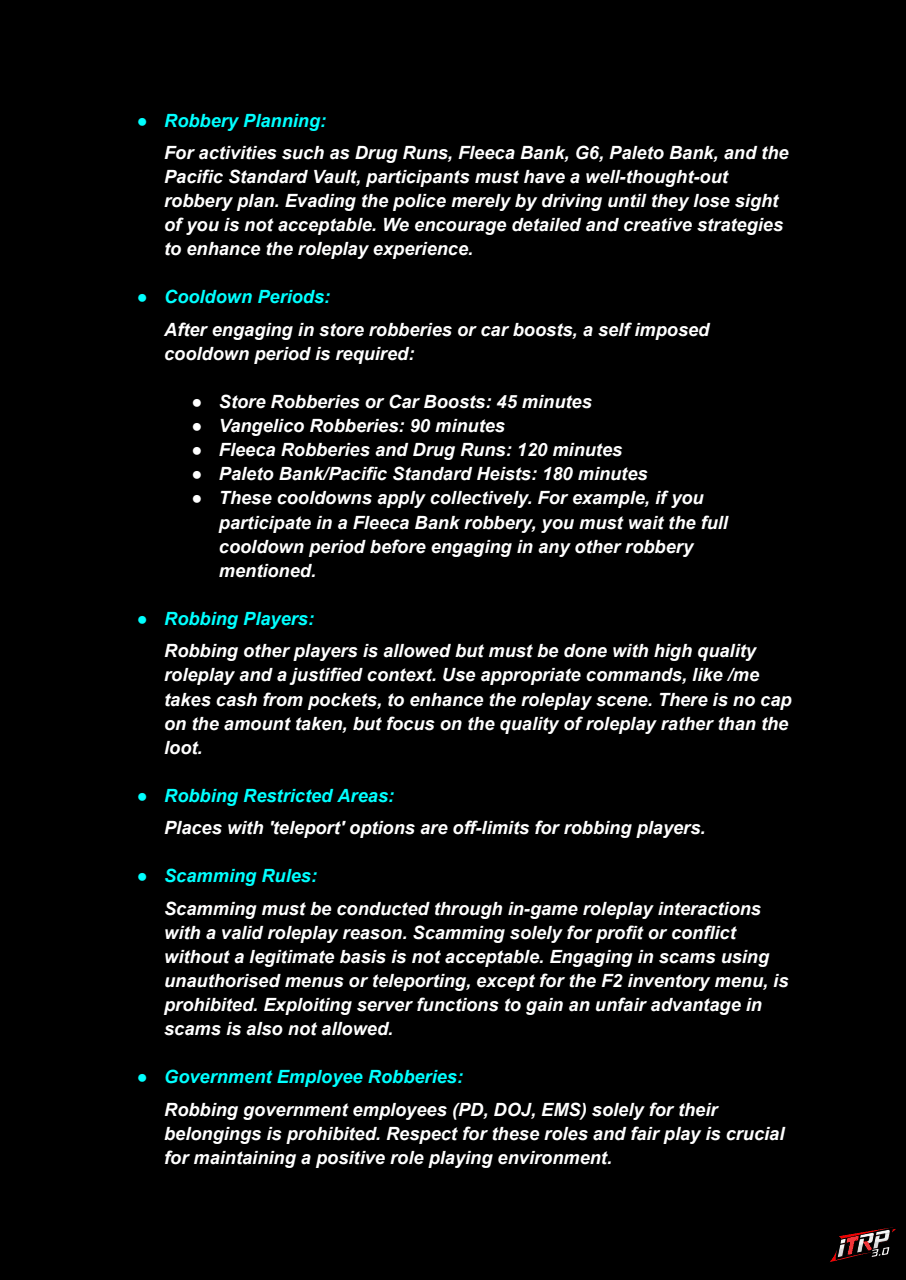 ● Robbery Planning:
For activities such as Drug Runs, Fleeca Bank, G6, Paleto Bank, and the
Pacific Standard Vault, participants must have a well-thought-out
robbery plan. Evading the police merely by driving until they lose sight
of you is not acceptable. We encourage detailed and creative strategies
to enhance the roleplay experience.
● Cooldown Periods:
After engaging in store robberies or car boosts, a self imposed
cooldown period is required:
● Store Robberies or Car Boosts: 45 minutes
● Vangelico Robberies: 90 minutes
● Fleeca Robberies and Drug Runs: 120 minutes
● Paleto Bank/Pacific Standard Heists: 180 minutes
● These cooldowns apply collectively. For example, if you
participate in a Fleeca Bank robbery, you must wait the full
cooldown period before engaging in any other robbery
mentioned.
● Robbing Players:
Robbing other players is allowed but must be done with high quality
roleplay and a justified context. Use appropriate commands, like /me
takes cash from pockets, to enhance the roleplay scene. There is no cap
on the amount taken, but focus on the quality of roleplay rather than the
loot.
● Robbing Restricted Areas:
Places with 'teleport' options are off-limits for robbing players.
● Scamming Rules:
Scamming must be conducted through in-game roleplay interactions
with a valid roleplay reason. Scamming solely for profit or conflict
without a legitimate basis is not acceptable. Engaging in scams using
unauthorised menus or teleporting, except for the F2 inventory menu, is
prohibited. Exploiting server functions to gain an unfair advantage in
scams is also not allowed.
● Government Employee Robberies:
Robbing government employees (PD, DOJ, EMS) solely for their
belongings is prohibited. Respect for these roles and fair play is crucial
for maintaining a positive role playing environment.
iTRP
3.0